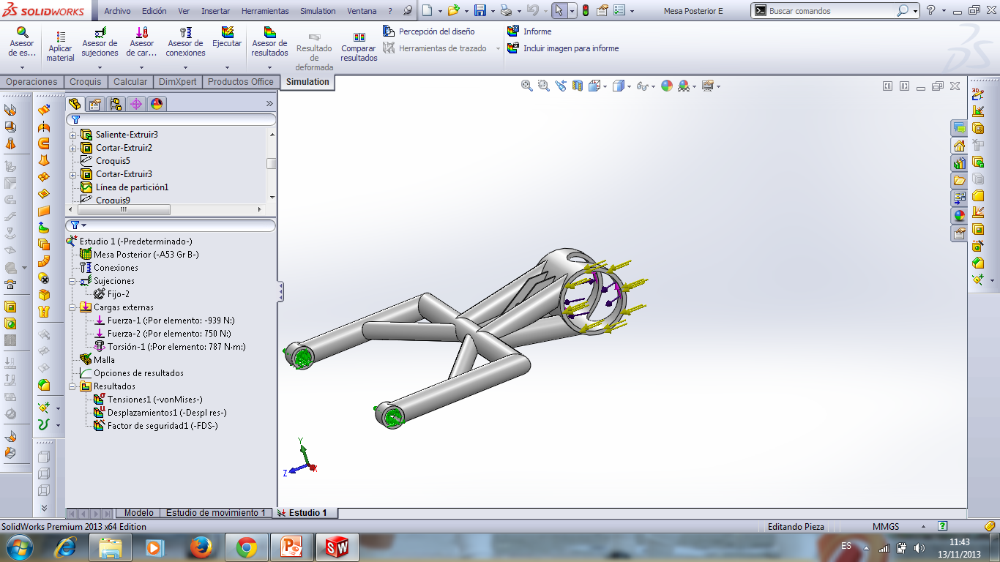 SOLIDWORKS Archivo Edición Ver Insertar Herramientas Simulation Ventana ? Mesa Posterior E Buscar comandos ?
Asesor de es...
Aplicar material
Asesor de sujeciones
Asesor de car...
Asesor de conexiones
Ejecutar
Asesor de resultados
Resultado de deformada
Comparar resultados
Percepción del diseño
Herramientas de trazado
Informe
Incluir imagen para informe
Operaciones Croquis Calcular DimXpert Productos Office Simulation
Saliente-Extruir3
Cortar-Extruir2
Croquis5
Cortar-Extruir3
Línea de partición1
Croquis9
Estudio 1 (-Predeterminado-)
Mesa Posterior (-A53 Gr B-)
Conexiones
Sujeciones
Fijo-2
Cargas externas
Fuerza-1 (:Por elemento: -939 N:)
Fuerza-2 (:Por elemento: 750 N:)
Torsión-1 (:Por elemento: 787 N·m:)
Malla
Opciones de resultados
Resultados
Tensiones1 (-vonMises-)
Desplazamientos1 (-Despl res-)
Factor de seguridad1 (-FDS-)
Y
Z
X
3D
Modelo Estudio de movimiento 1 Estudio 1
SolidWorks Premium 2013 x64 Edition Editando Pieza MMGS
ES 11:43
13/11/2013